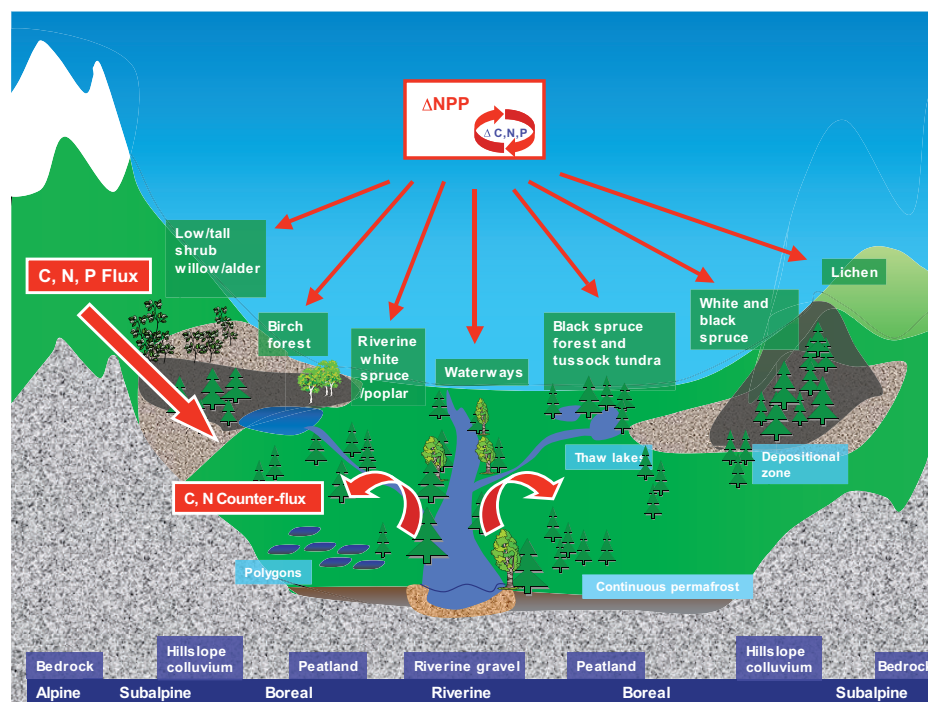 ΔNPP
Δ C,N,P
Low/tall
shrub
willow/alder
Lichen
C, N, P Flux
White and
black
spruce
Birch
forest
Black spruce
forest and
tussock tundra
Riverine
white
spruce
/poplar
Waterways
Thaw lakes
Depositional
zone
C, N Counter-flux
Polygons
Continuous permafrost
Bedrock
Hillslope
colluvium
Peatland
Riverine gravel
Peatland
Hillslope
colluvium
Bedrock
Alpine
Subalpine
Boreal
Riverine
Boreal
Subalpine